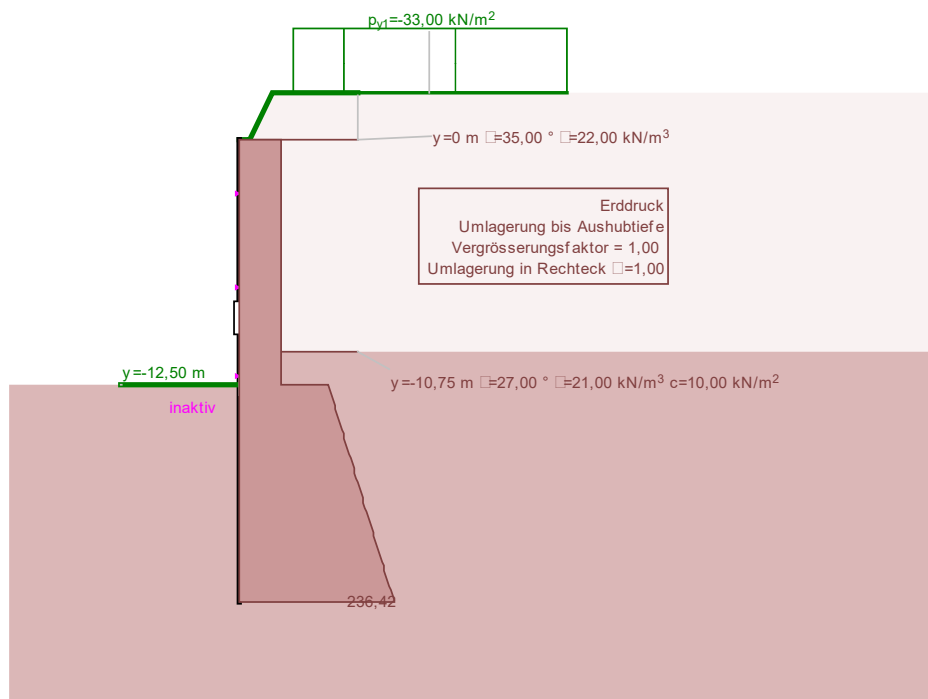 py1=-33,00 kN/m2
y=0 m □=35,00 ° □=22,00 kN/m3
Erddruck
Umlagerung bis Aushubtiefe
Vergrösserungsfaktor = 1,00
Umlagerung in Rechteck □=1,00
y=-12,50 m
y=-10,75 m □=27,00 ° □=21,00 kN/m3 c=10,00 kN/m2
inaktiv
236,42